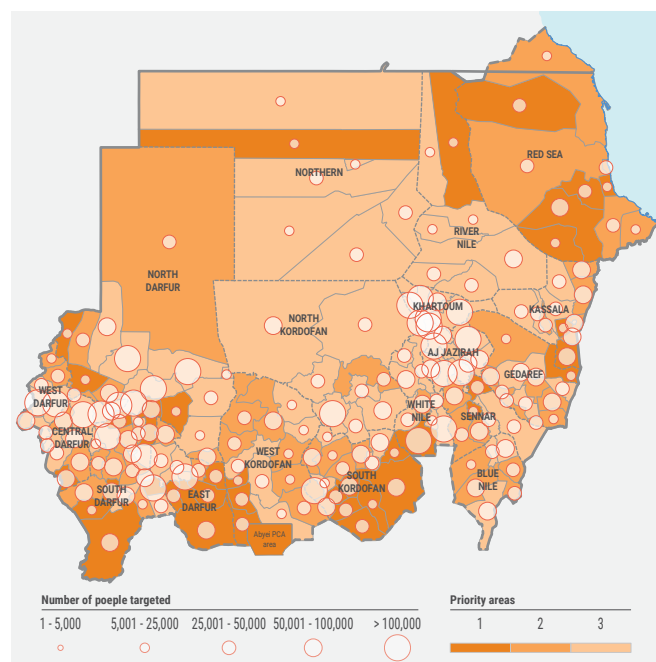 RED SEA
NORTHERN
RIVER
NILE
NORTH
DARFUR
KHARTOUM
KASSALA
NORTH
KORDOFAN
AJ JAZIRAH
GEDAREF
WEST
DARFUR
WHITE
NILE
SENNAR
CENTRAL
DARFUR
WEST
KORDOFAN
SOUTH
KORDOFAN
BLUE
NILE
SOUTH
DARFUR
EAST
DARFUR
Abyei PCA
area
Number of poeple targeted
1 - 5,000 5,001 - 25,000 25,001 - 50,000 50,001 - 100,000 > 100,000
Priority areas
1 2 3